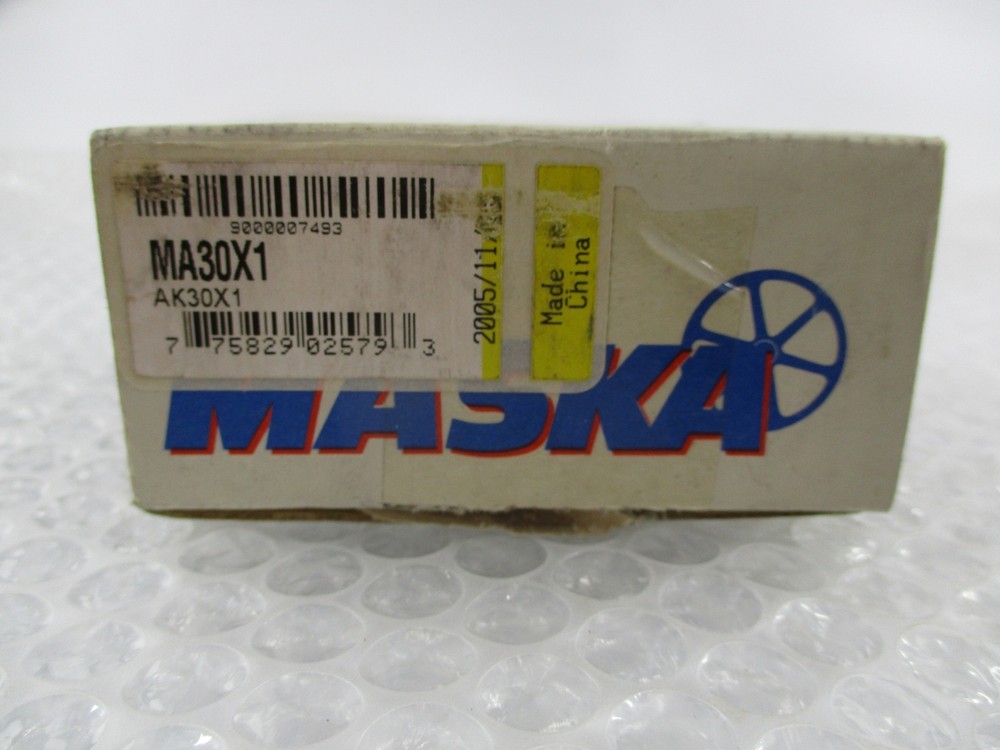 9000007493
MA30X1
AK30X1
7 75829 02579 3
2005/11/
Made in
China
MASKA